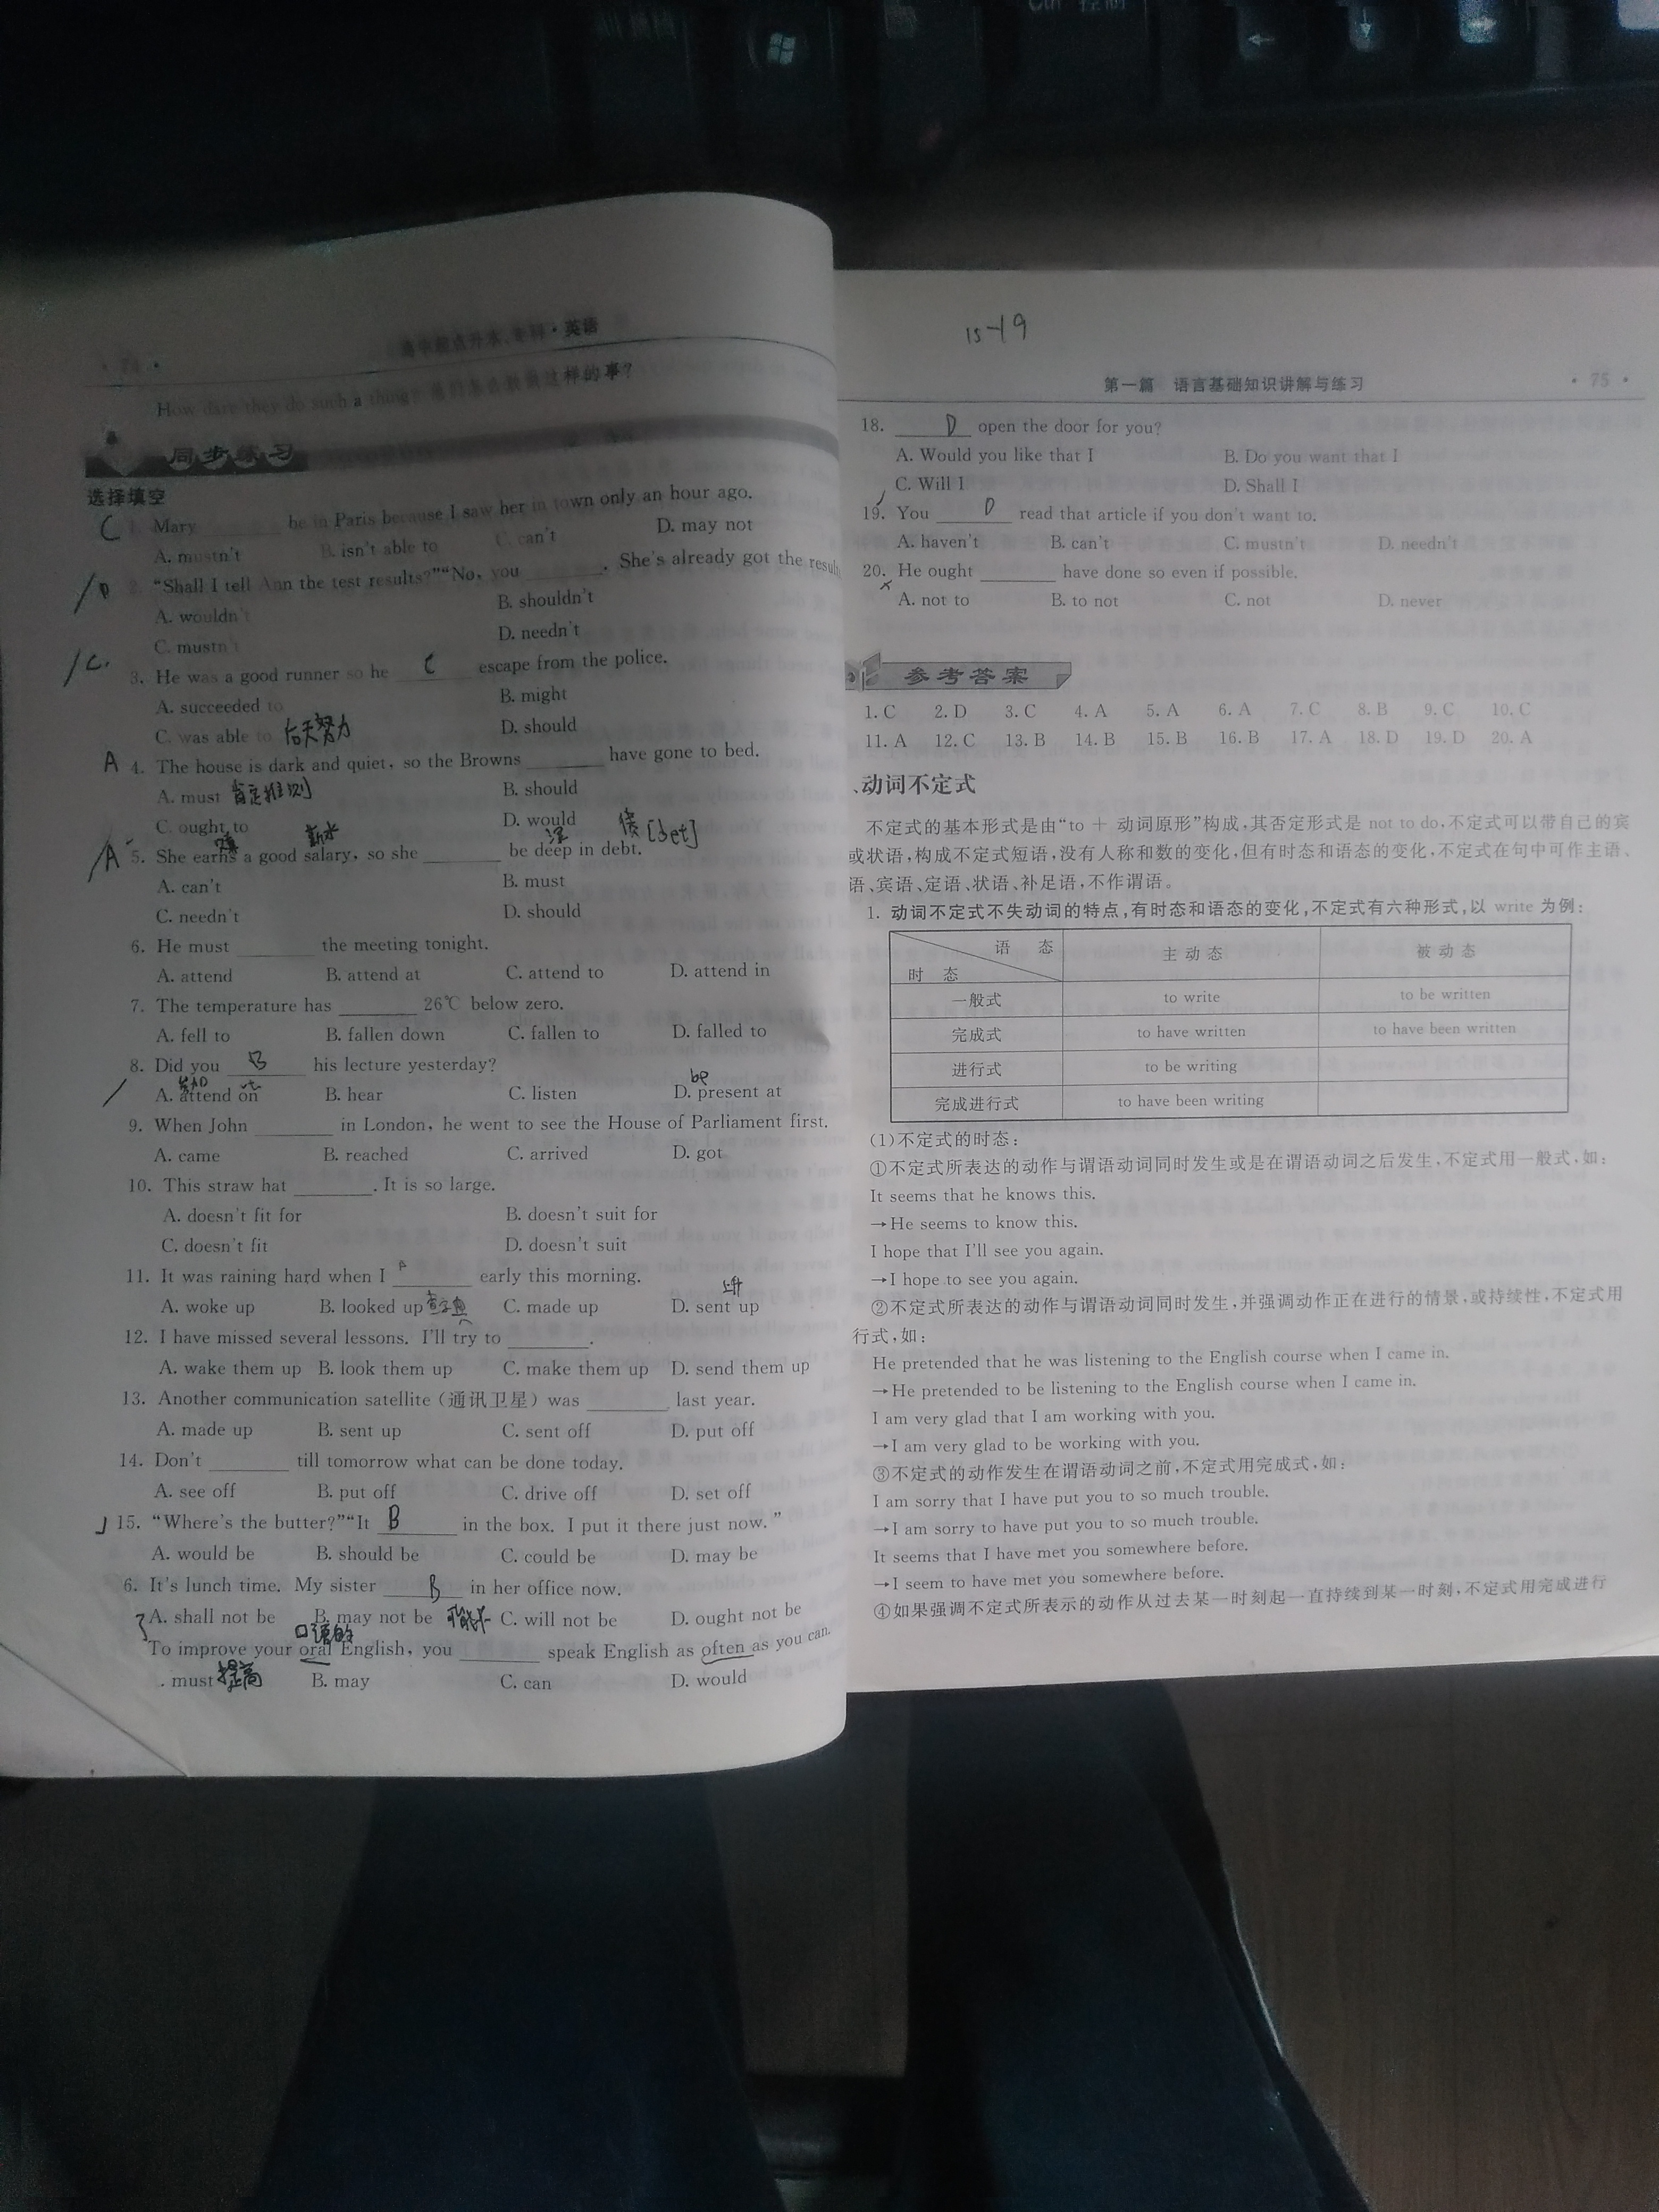 Ctrl 控制
·英语
How dare they do such a thing? 他们怎么敢做这样的事?
同步练习
选择填空
C 1. Mary be in Paris because I saw her in town only an hour ago.
A. mustn't B. isn't able to C. can't D. may not
D 2. “Shall I tell Ann the test results?”“No, you . She's already got the
A. wouldn't B. shouldn't
C. mustn't D. needn't
C. 3. He was a good runner so he C escape from the police.
A. succeeded to B. might
C. was able to 后天努力 D. should
A 4. The house is dark and quiet, so the Browns have gone to bed.
A. must 肯定推测 B. should
C. ought to D. would
赚 薪水 深 债 [det]
A 5. She earns a good salary, so she be deep in debt.
A. can't B. must
C. needn't D. should
6. He must the meeting tonight.
A. attend B. attend at C. attend to D. attend in
7. The temperature has 26℃ below zero.
A. fell to B. fallen down C. fallen to D. falled to
8. Did you B his lecture yesterday?
be
A. attend on B. hear C. listen D. present at
9. When John in London, he went to see the House of Parliament first.
A. came B. reached C. arrived D. got
10. This straw hat . It is so large.
A. doesn't fit for B. doesn't suit for
C. doesn't fit D. doesn't suit
11. It was raining hard when I A early this morning.
上升
A. woke up B. looked up C. made up D. sent up
12. I have missed several lessons. I'll try to .
A. wake them up B. look them up C. make them up D. send them up
13. Another communication satellite (通讯卫星) was last year.
A. made up B. sent up C. sent off D. put off
14. Don't till tomorrow what can be done today.
A. see off B. put off C. drive off D. set off
15. “Where's the butter?”“It B in the box. I put it there just now.”
A. would be B. should be C. could be D. may be
6. It's lunch time. My sister B in her office now.
A. shall not be B. may not be 可能不 C. will not be D. ought not be
口语的
To improve your oral English, you speak English as often as you can.
. must 提高 B. may C. can D. would
15-19
第一篇 语言基础知识讲解与练习 · 75 ·
18. D open the door for you?
A. Would you like that I B. Do you want that I
C. Will I D. Shall I
19. You D read that article if you don't want to.
A. haven't B. can't C. mustn't D. needn't
20. He ought have done so even if possible.
A. not to B. to not C. not D. never
参考答案
1. C 2. D 3. C 4. A 5. A 6. A 7. C 8. B 9. C 10. C
11. A 12. C 13. B 14. B 15. B 16. B 17. A 18. D 19. D 20. A
、动词不定式
不定式的基本形式是由“to + 动词原形”构成,其否定形式是 not to do,不定式可以带自己的宾
或状语,构成不定式短语,没有人称和数的变化,但有时态和语态的变化,不定式在句中可作主语、
语、宾语、定语、状语、补足语,不作谓语。
1. 动词不定式不失动词的特点,有时态和语态的变化,不定式有六种形式,以 write 为例:
语 态 主动态 被动态
时 态
一般式 to write to be written
完成式 to have written to have been written
进行式 to be writing
完成进行式 to have been writing
(1)不定式的时态:
①不定式所表达的动作与谓语动词同时发生或是在谓语动词之后发生,不定式用一般式,如:
It seems that he knows this.
→He seems to know this.
I hope that I'll see you again.
→I hope to see you again.
②不定式所表达的动作与谓语动词同时发生,并强调动作正在进行的情景,或持续性,不定式用
行式,如:
He pretended that he was listening to the English course when I came in.
→He pretended to be listening to the English course when I came in.
I am very glad that I am working with you.
→I am very glad to be working with you.
③不定式的动作发生在谓语动词之前,不定式用完成式,如:
I am sorry that I have put you to so much trouble.
→I am sorry to have put you to so much trouble.
It seems that I have met you somewhere before.
→I seem to have met you somewhere before.
④如果强调不定式所表示的动作从过去某一时刻起一直持续到某一时刻,不定式用完成进行